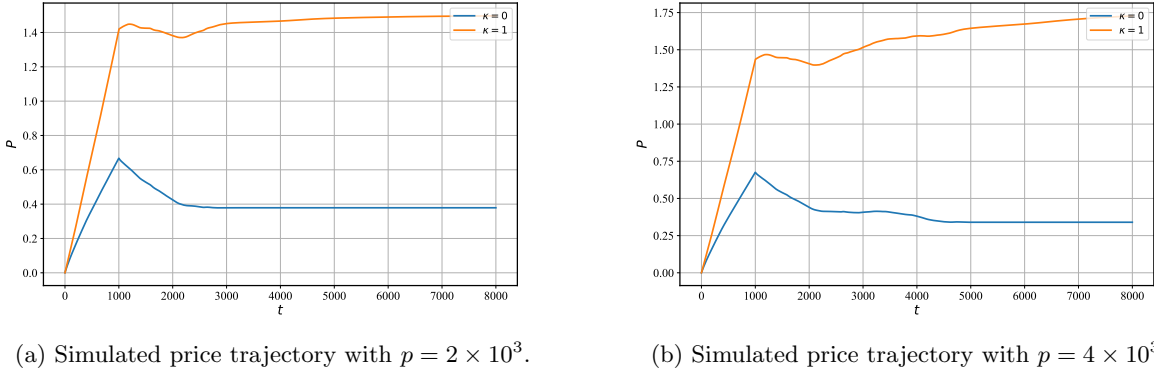 1.4
1.2
1.0
0.8
0.6
0.4
0.2
0.0
P
0 1000 2000 3000 4000 5000 6000 7000 8000
t
κ = 0
κ = 1
(a) Simulated price trajectory with p = 2 × 10³.
1.75
1.50
1.25
1.00
0.75
0.50
0.25
0.00
P
0 1000 2000 3000 4000 5000 6000 7000 8000
t
κ = 0
κ = 1
(b) Simulated price trajectory with p = 4 × 10³